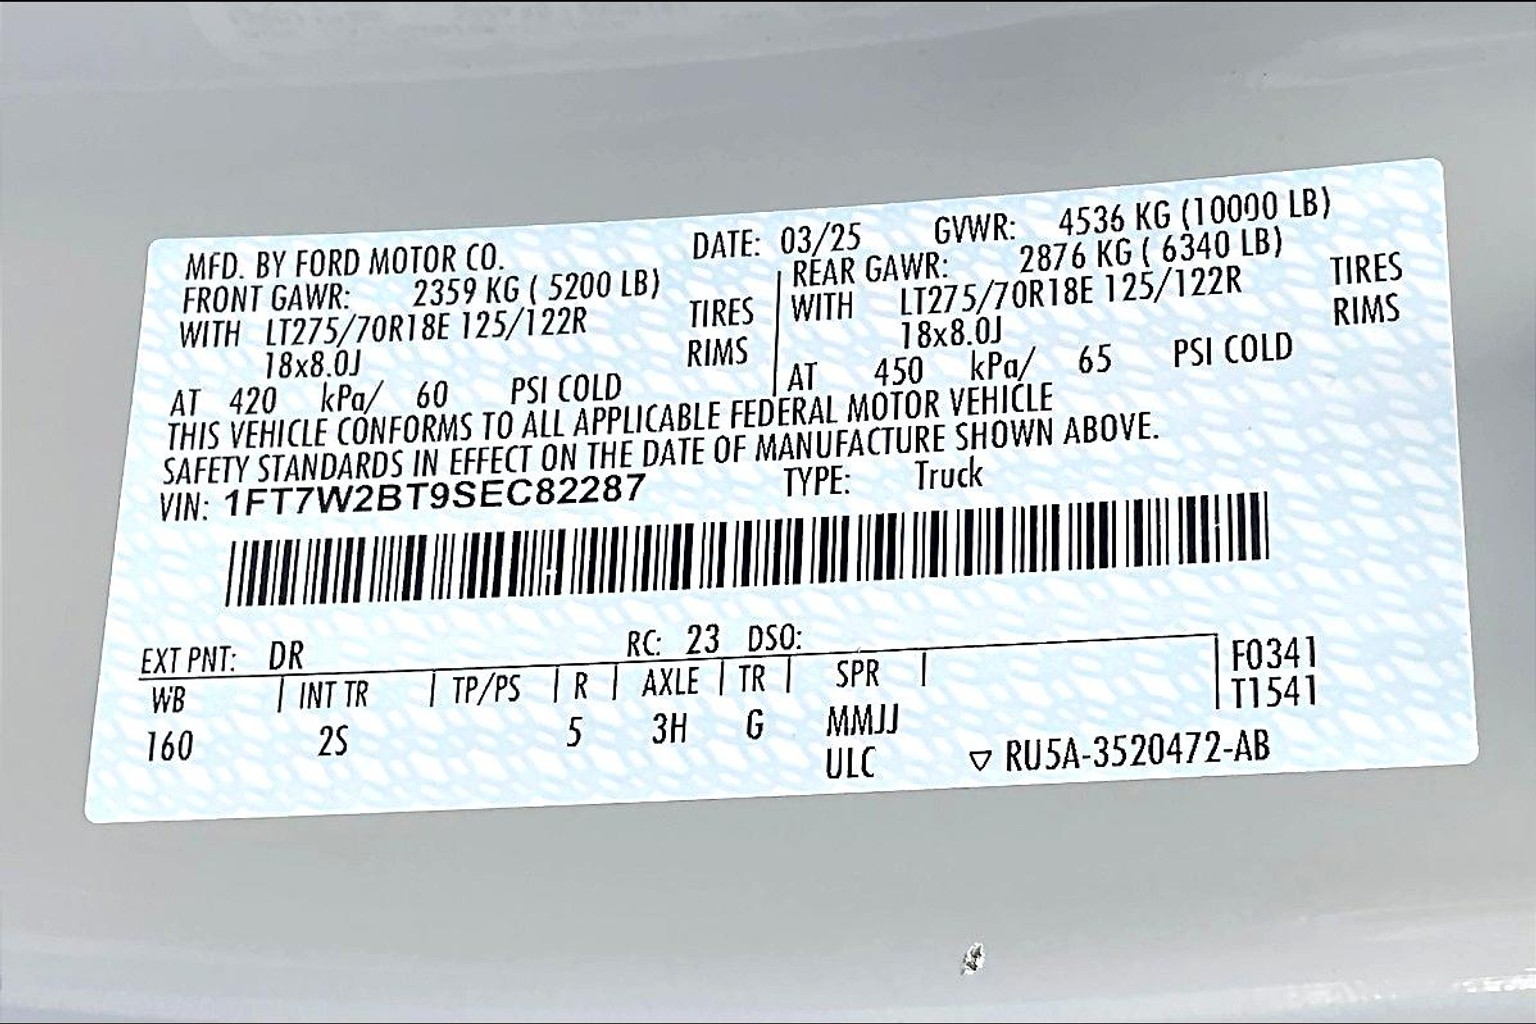 MFD. BY FORD MOTOR CO. DATE: 03/25 GVWR: 4536 KG (10000 LB)
FRONT GAWR: 2359 KG ( 5200 LB) REAR GAWR: 2876 KG ( 6340 LB)
WITH LT275/70R18E 125/122R TIRES WITH LT275/70R18E 125/122R TIRES
18x8.0J RIMS 18x8.0J RIMS
AT 420 kPa/ 60 PSI COLD AT 450 kPa/ 65 PSI COLD
THIS VEHICLE CONFORMS TO ALL APPLICABLE FEDERAL MOTOR VEHICLE
SAFETY STANDARDS IN EFFECT ON THE DATE OF MANUFACTURE SHOWN ABOVE.
VIN: 1FT7W2BT9SEC82287 TYPE: Truck
EXT PNT: DR RC: 23 DSO:
WB INT TR TP/PS R AXLE TR SPR F0341
T1541
160 2S 5 3H G MMJJ
ULC ▽ RU5A-3520472-AB